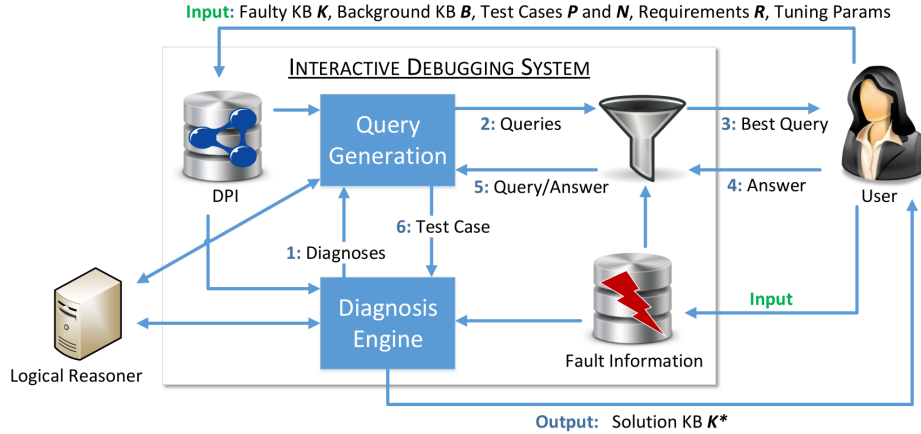 Input: Faulty KB K, Background KB B, Test Cases P and N, Requirements R, Tuning Params
INTERACTIVE DEBUGGING SYSTEM
Query
Generation
2: Queries
3: Best Query
5: Query/Answer
4: Answer
DPI
User
6: Test Case
1: Diagnoses
Diagnosis
Engine
Input
Fault Information
Logical Reasoner
Output: Solution KB K*